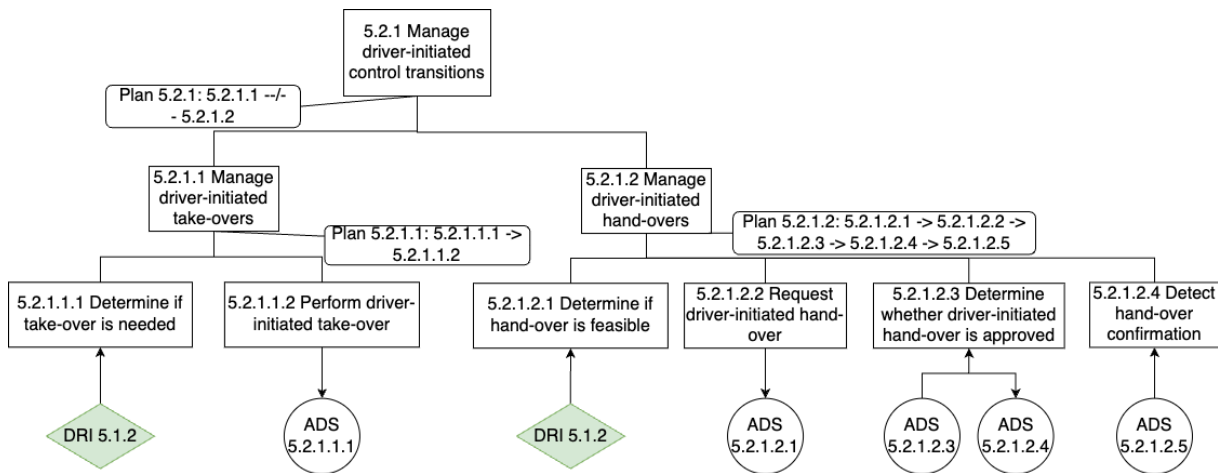 5.2.1 Manage
driver-initiated
control transitions
Plan 5.2.1: 5.2.1.1 --/-
- 5.2.1.2
5.2.1.1 Manage
driver-initiated
take-overs
5.2.1.2 Manage
driver-initiated
hand-overs
Plan 5.2.1.1: 5.2.1.1.1 ->
5.2.1.1.2
Plan 5.2.1.2: 5.2.1.2.1 -> 5.2.1.2.2 ->
5.2.1.2.3 -> 5.2.1.2.4 -> 5.2.1.2.5
5.2.1.1.1 Determine if
take-over is needed
5.2.1.1.2 Perform driver-
initiated take-over
5.2.1.2.1 Determine if
hand-over is feasible
5.2.1.2.2 Request
driver-initiated hand-
over
5.2.1.2.3 Determine
whether driver-initiated
hand-over is approved
5.2.1.2.4 Detect
hand-over
confirmation
DRI 5.1.2
ADS
5.2.1.1.1
DRI 5.1.2
ADS
5.2.1.2.1
ADS
5.2.1.2.3
ADS
5.2.1.2.4
ADS
5.2.1.2.5